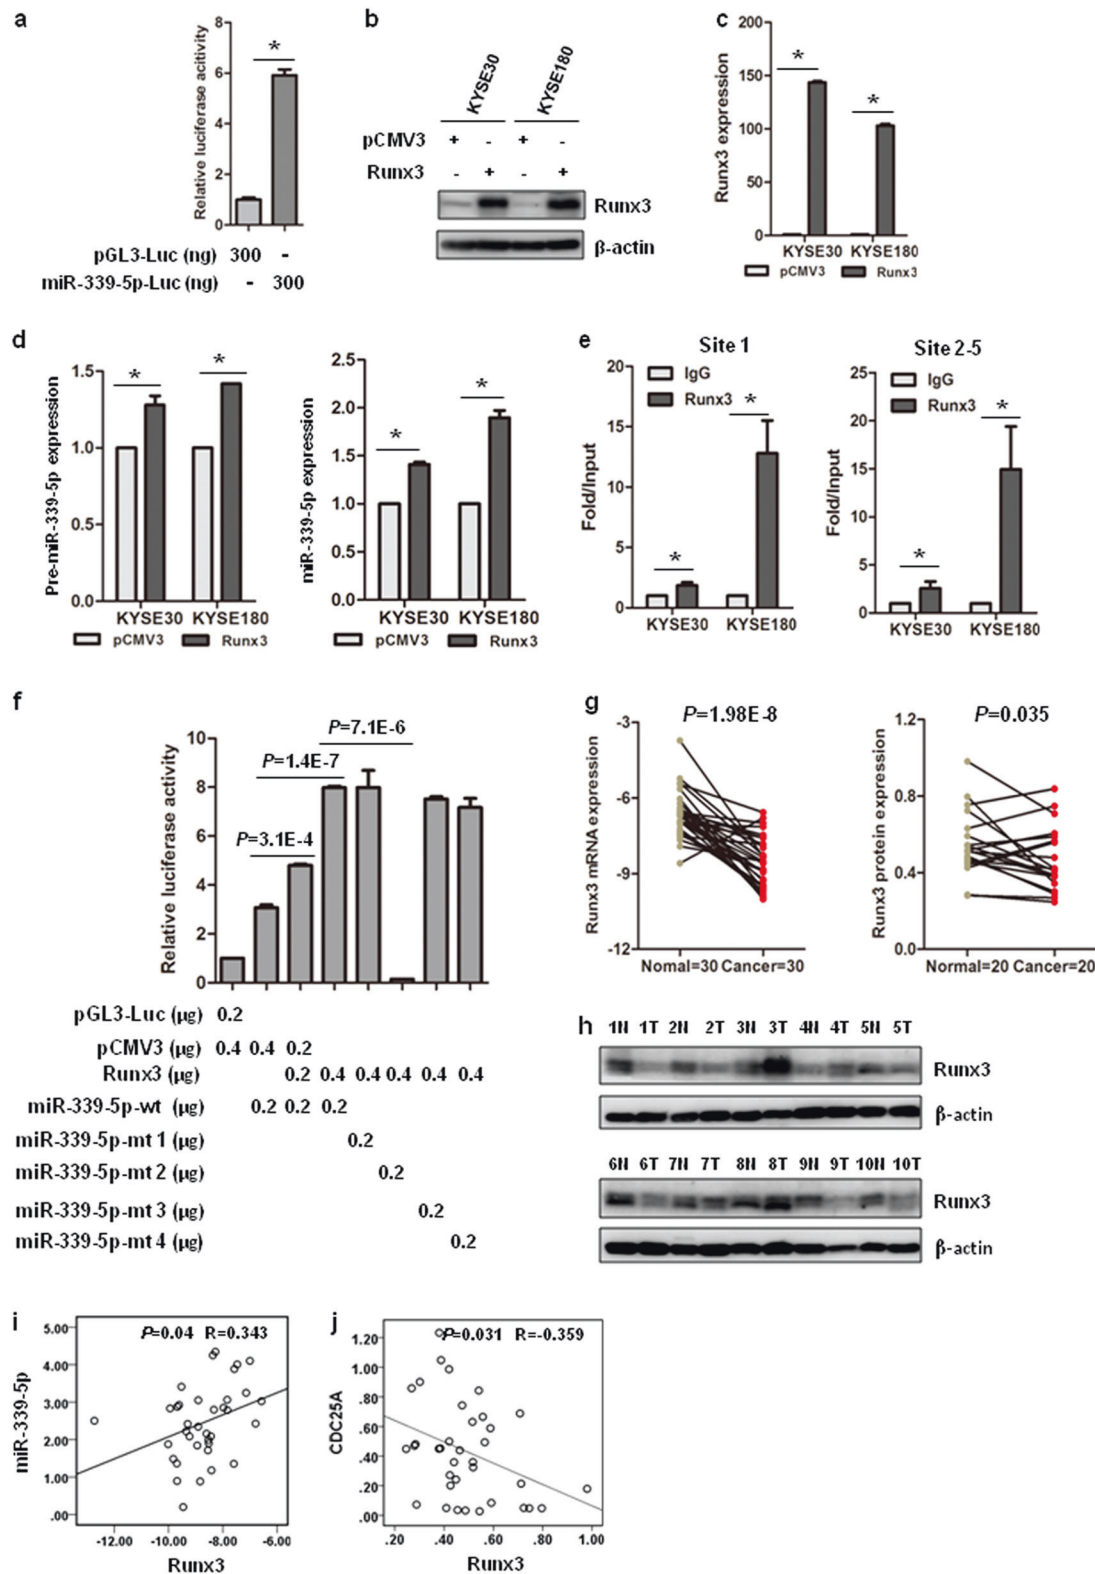 a
Relative luciferase acitivity
8
6
4
2
0
*
pGL3-Luc (ng) 300 -
miR-339-5p-Luc (ng) - 300
b
KYSE30 KYSE180
pCMV3 + - + -
Runx3 - + - +
Runx3
β-actin
c
Runx3 expression
200
150
100
50
0
* *
KYSE30 KYSE180
pCMV3 Runx3
d
Pre-miR-339-5p expression
1.5
1.0
0.5
0.0
* *
KYSE30 KYSE180
pCMV3 Runx3
miR-339-5p expression
2.5
2.0
1.5
1.0
0.5
0.0
* *
KYSE30 KYSE180
pCMV3 Runx3
e
Site 1
Fold/Input
20
15
10
5
0
IgG
Runx3
* *
KYSE30 KYSE180
Site 2-5
Fold/Input
25
20
15
10
5
0
IgG
Runx3
* *
KYSE30 KYSE180
f
Relative luciferase activity
10
8
6
4
2
0
P=7.1E-6
P=1.4E-7
P=3.1E-4
pGL3-Luc (µg) 0.2
pCMV3 (µg) 0.4 0.4 0.2
Runx3 (µg) 0.2 0.4 0.4 0.4 0.4 0.4
miR-339-5p-wt (µg) 0.2 0.2 0.2
miR-339-5p-mt 1 (µg) 0.2
miR-339-5p-mt 2 (µg) 0.2
miR-339-5p-mt 3 (µg) 0.2
miR-339-5p-mt 4 (µg) 0.2
g
P=1.98E-8
Runx3 mRNA expression
-3
-6
-9
-12
Nomal=30 Cancer=30
P=0.035
Runx3 protein expression
1.2
0.8
0.4
0.0
Normal=20 Cancer=20
h
1N 1T 2N 2T 3N 3T 4N 4T 5N 5T
Runx3
β-actin
6N 6T 7N 7T 8N 8T 9N 9T 10N 10T
Runx3
β-actin
i
P=0.04 R=0.343
miR-339-5p
5.00
4.00
3.00
2.00
1.00
.00
-12.00 -10.00 -8.00 -6.00
Runx3
j
P=0.031 R=-0.359
CDC25A
1.20
1.00
.80
.60
.40
.20
.00
.20 .40 .60 .80 1.00
Runx3